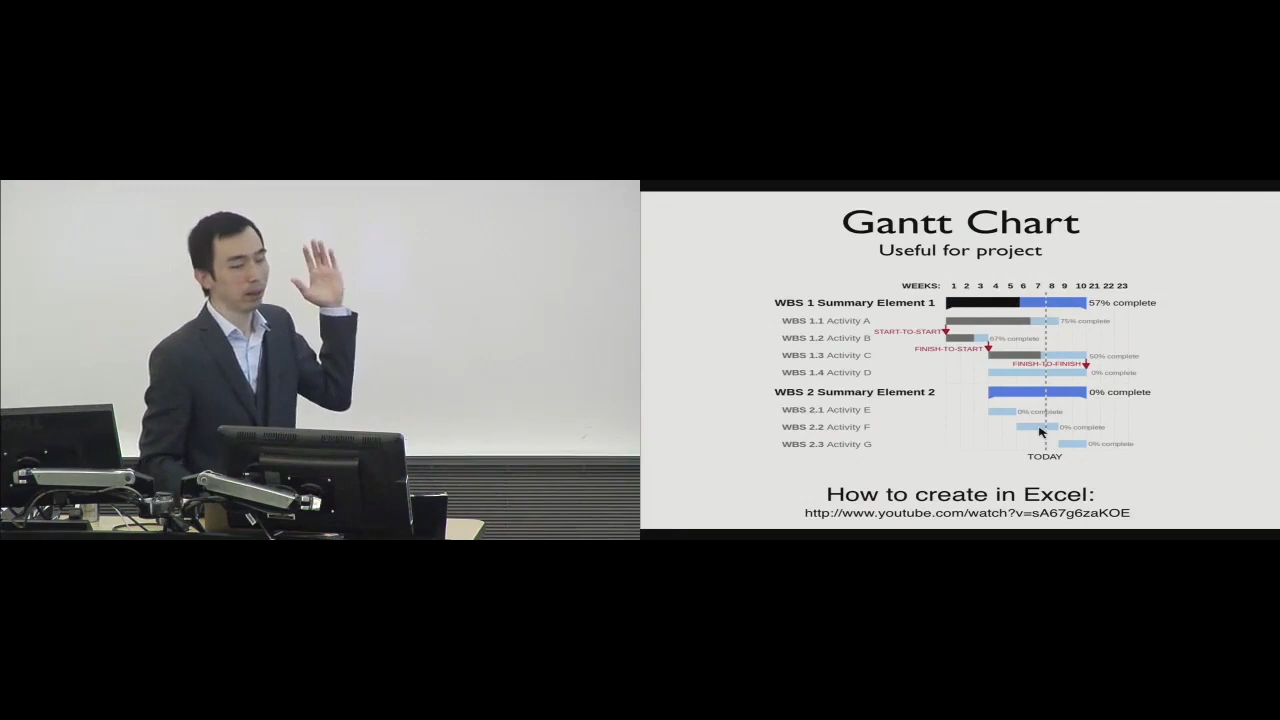 Gantt Chart
Useful for project
WEEKS: 1 2 3 4 5 6 7 8 9 10 21 22 23
WBS 1 Summary Element 1 57% complete
WBS 1.1 Activity A 75% complete
START-TO-START
WBS 1.2 Activity B 67% complete
FINISH-TO-START
WBS 1.3 Activity C 50% complete
FINISH-TO-FINISH
WBS 1.4 Activity D 0% complete
WBS 2 Summary Element 2 0% complete
WBS 2.1 Activity E 0% complete
WBS 2.2 Activity F 0% complete
WBS 2.3 Activity G 0% complete
TODAY
How to create in Excel:
http://www.youtube.com/watch?v=sA67g6zaKOE